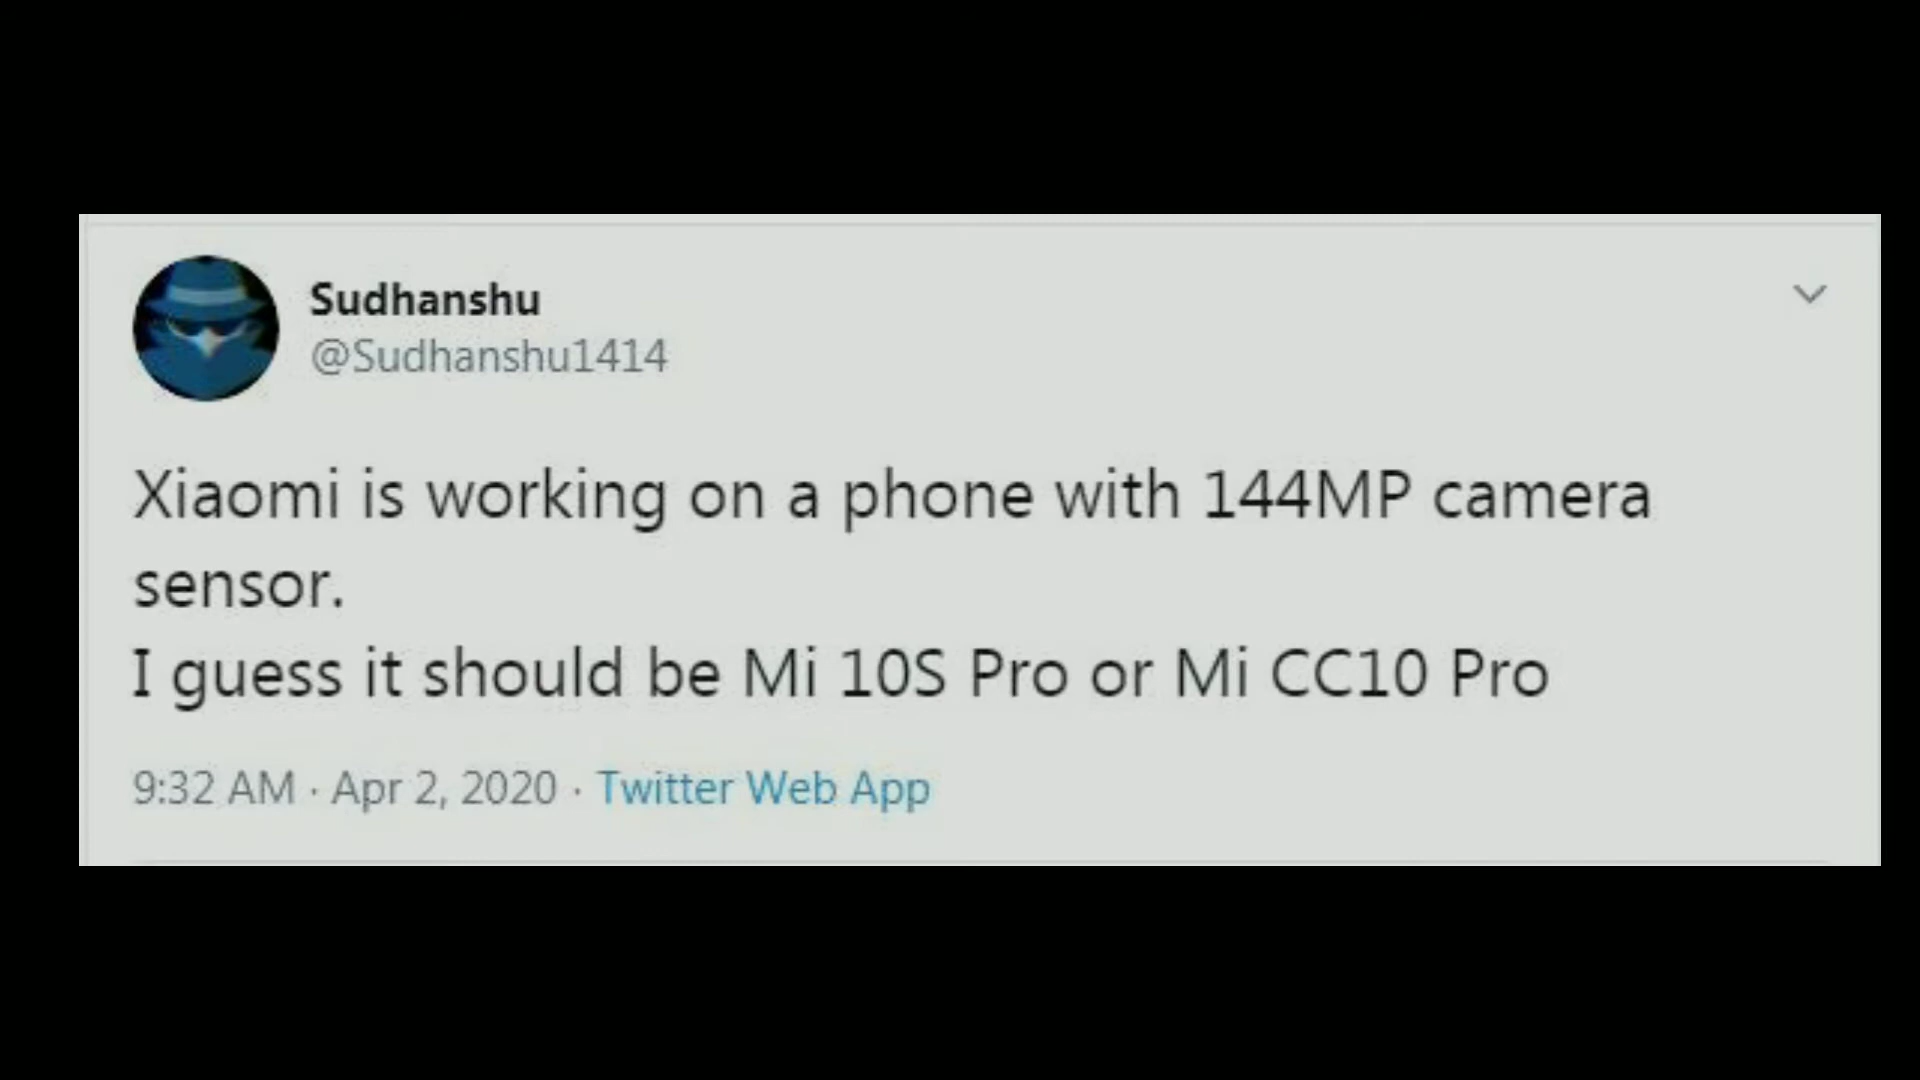 Sudhanshu
@Sudhanshu1414
Xiaomi is working on a phone with 144MP camera
sensor.
I guess it should be Mi 10S Pro or Mi CC10 Pro
9:32 AM · Apr 2, 2020 · Twitter Web App